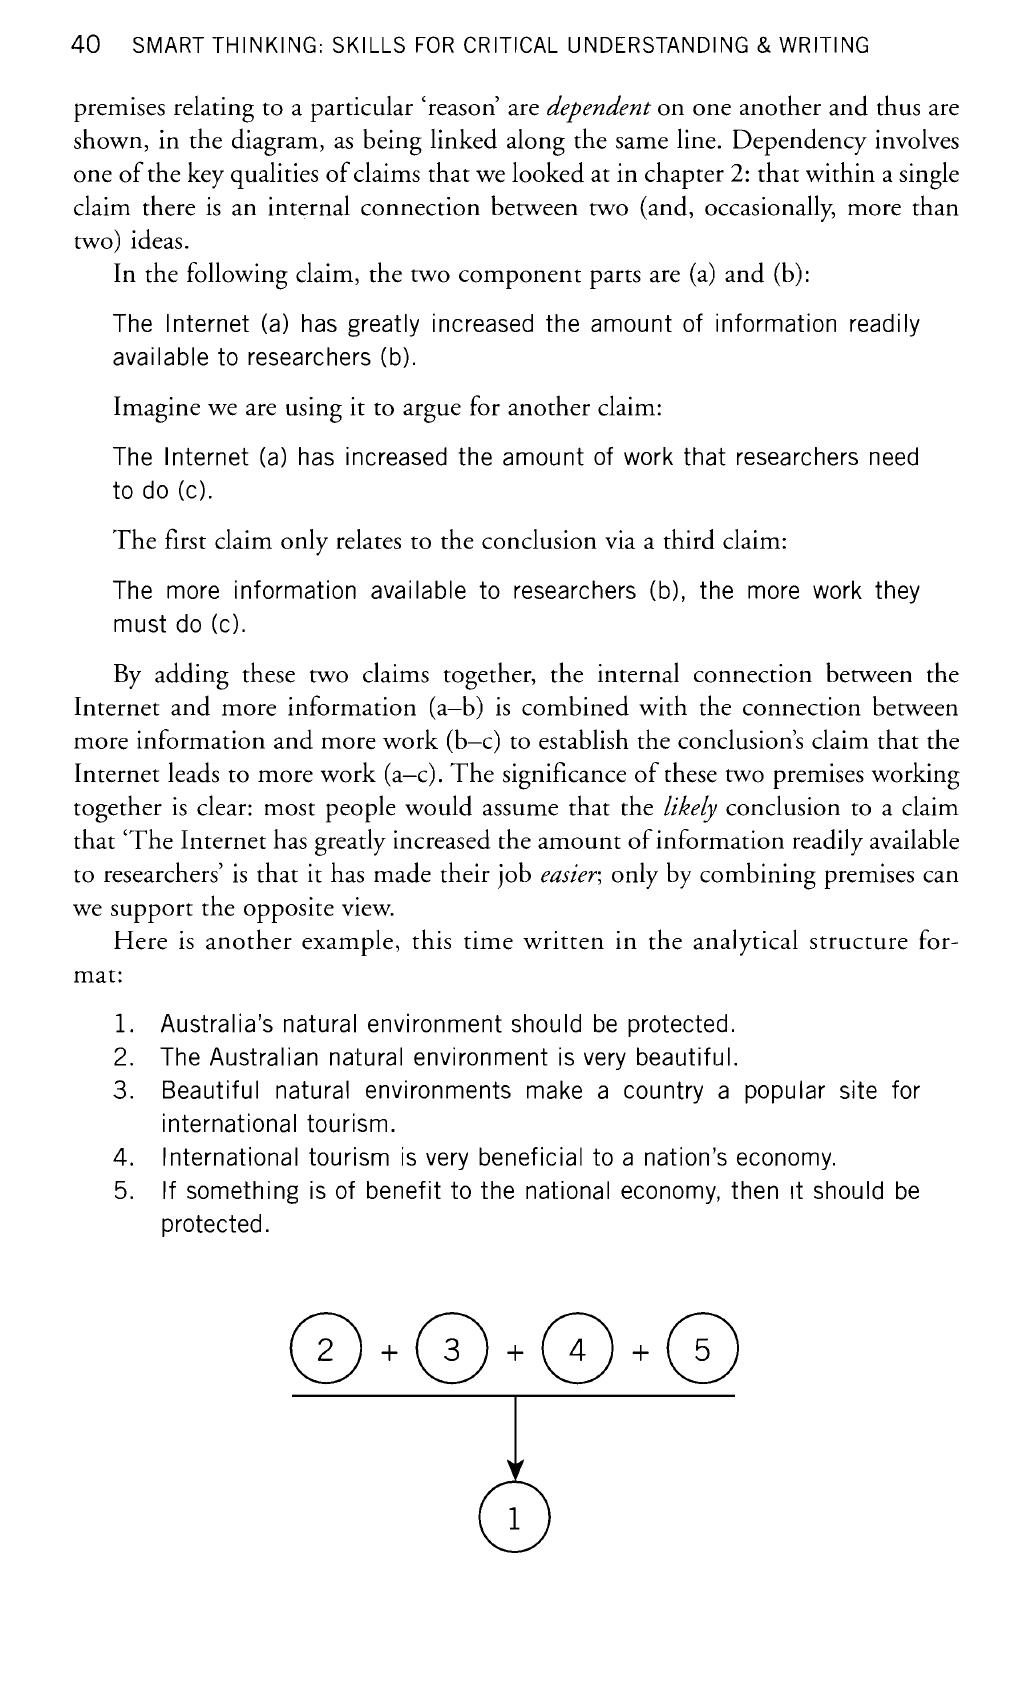 40 SMART THINKING: SKILLS FOR CRITICAL UNDERSTANDING & WRITING
premises relating to a particular ‘reason’ are dependent on one another and thus are
shown, in the diagram, as being linked along the same line. Dependency involves
one of the key qualities of claims that we looked at in chapter 2: that within a single
claim there is an internal connection between two (and, occasionally, more than
two) ideas.
In the following claim, the two component parts are (a) and (b):
The Internet (a) has greatly increased the amount of information readily
available to researchers (b).
Imagine we are using it to argue for another claim:
The Internet (a) has increased the amount of work that researchers need
to do (c).
The first claim only relates to the conclusion via a third claim:
The more information available to researchers (b), the more work they
must do (c).
By adding these two claims together, the internal connection between the
Internet and more information (a–b) is combined with the connection between
more information and more work (b–c) to establish the conclusion’s claim that the
Internet leads to more work (a–c). The significance of these two premises working
together is clear: most people would assume that the likely conclusion to a claim
that ‘The Internet has greatly increased the amount of information readily available
to researchers’ is that it has made their job easier; only by combining premises can
we support the opposite view.
Here is another example, this time written in the analytical structure for-
mat:
1. Australia’s natural environment should be protected.
2. The Australian natural environment is very beautiful.
3. Beautiful natural environments make a country a popular site for
international tourism.
4. International tourism is very beneficial to a nation’s economy.
5. If something is of benefit to the national economy, then it should be
protected.
2 + 3 + 4 + 5
1